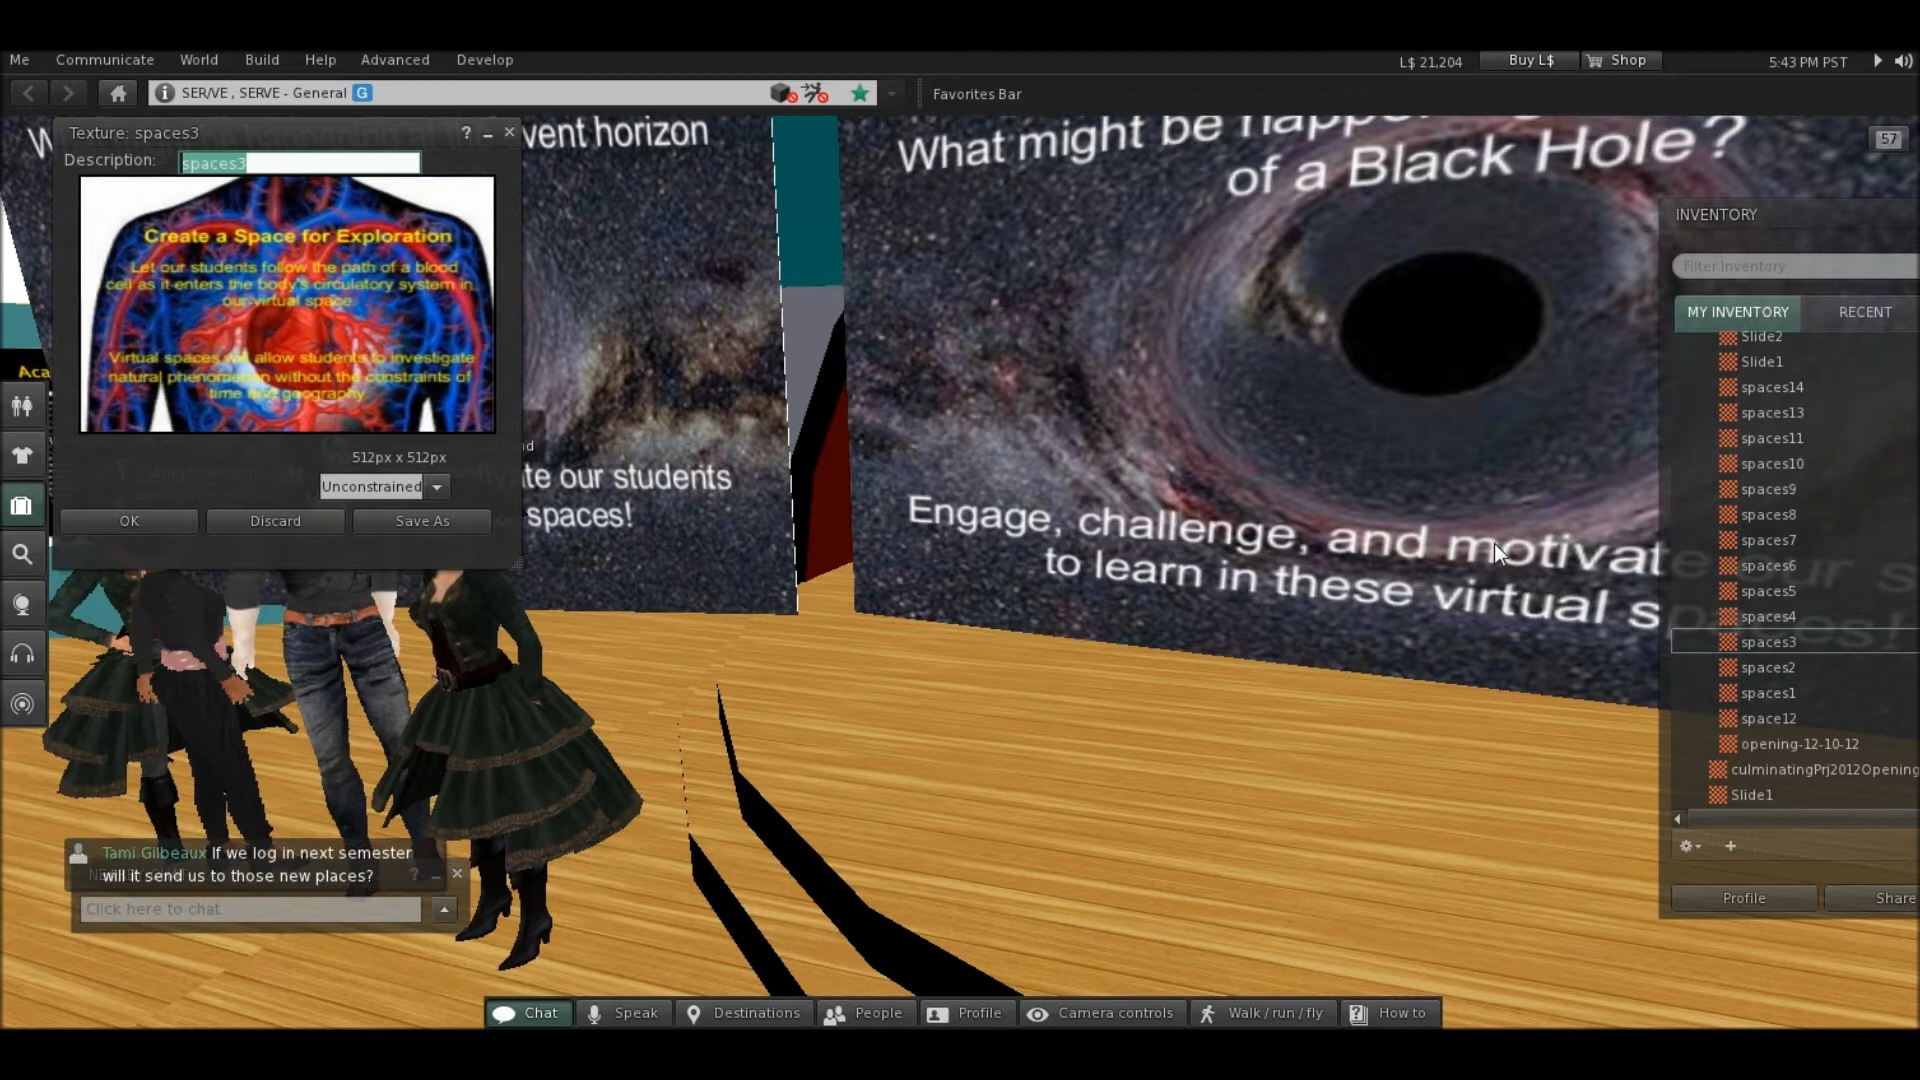 Me Communicate World Build Help Advanced Develop
L$ 21,204 Buy L$ Shop 5:43 PM PST
SER/VE , SERVE - General G
Favorites Bar
Texture: spaces3 ?
Description: spaces3
Create a Space for Exploration
Let our students follow the path of a blood
cell as it enters the body's circulatory system in
our virtual space.
Virtual spaces will allow students to investigate
natural phenomenon without the constraints of
time and geography
512px x 512px
Unconstrained
OK Discard Save As
vent horizon
te our students
spaces!
What might be
of a Black Hole?
Engage, challenge, and motivate
to learn in these virtual
57
INVENTORY
Filter Inventory
MY INVENTORY RECENT
Slide2
Slide1
spaces14
spaces13
spaces11
spaces10
spaces9
spaces8
spaces7
spaces6
spaces5
spaces4
spaces3
spaces2
spaces1
space12
opening-12-10-12
culminatingPrj2012Opening
Slide1
Profile Share
Aca
Tami Gilbeaux If we log in next semester
will it send us to those new places?
Click here to chat.
Chat Speak Destinations People Profile Camera controls Walk / run / fly How to